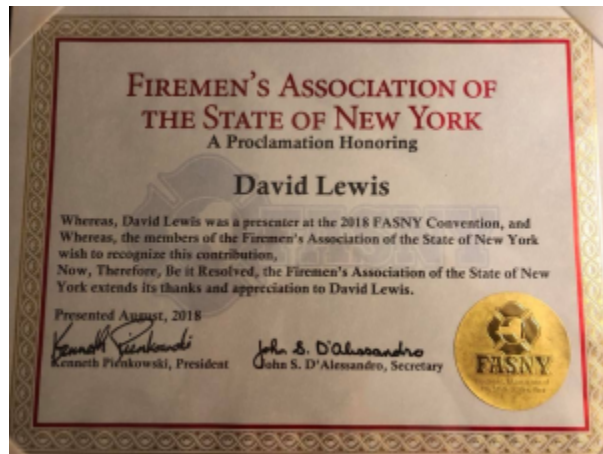 FIREMEN'S ASSOCIATION OF
THE STATE OF NEW YORK
A Proclamation Honoring
David Lewis
Whereas, David Lewis was a presenter at the 2018 FASNY Convention, and
Whereas, the members of the Firemen's Association of the State of New York
wish to recognize this contribution,
Now, Therefore, Be it Resolved, the Firemen's Association of the State of New
York extends its thanks and appreciation to David Lewis.
Presented August, 2018
Kenneth Pienkowski
John S. D'Alessandro
Kenneth Pienkowski, President
John S. D'Alessandro, Secretary
FASNY